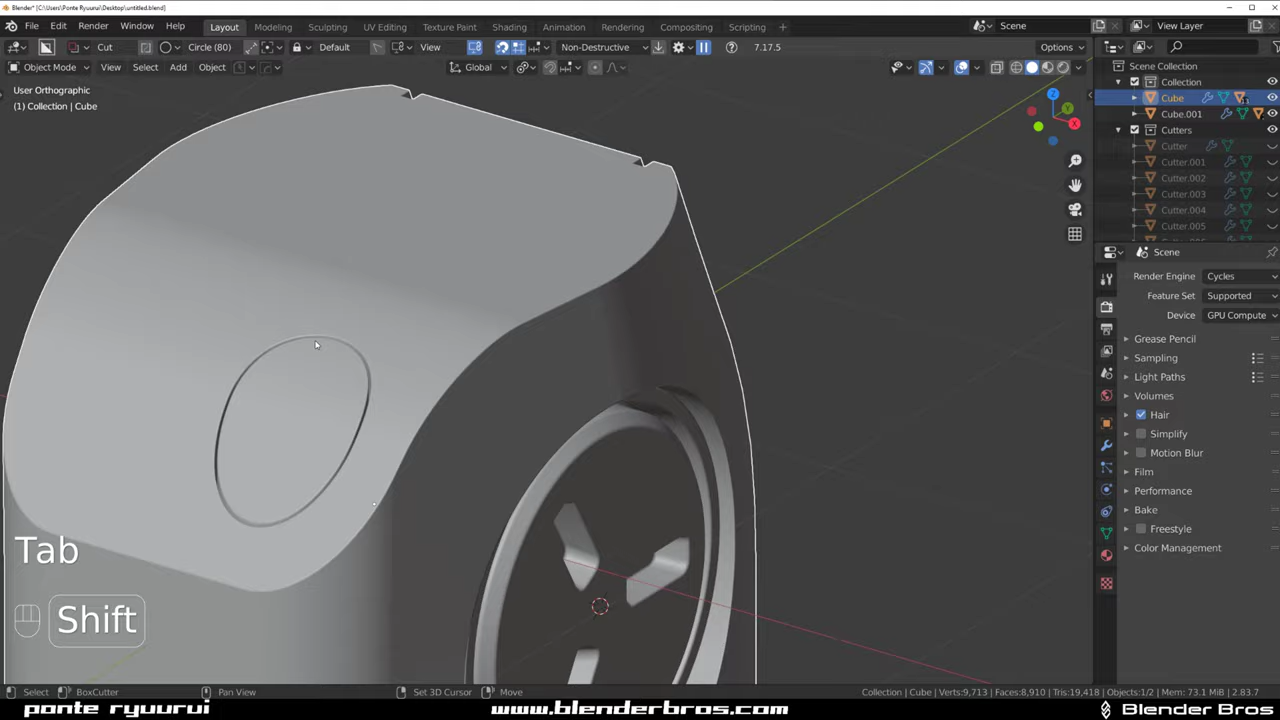 Blender* [C:\Users\Ponte Ryuurui\Desktop\untitled.blend]
File Edit Render Window Help Layout Modeling Sculpting UV Editing Texture Paint Shading Animation Rendering Compositing Scripting + Scene View Layer
Cut Circle (80) Default View Non-Destructive 7.17.5 Options
Object Mode View Select Add Object Global
User Orthographic
(1) Collection | Cube
Z
Y
X
Scene Collection
Collection
Cube
Cube.001
Cutters
Cutter
Cutter.001
Cutter.002
Cutter.003
Cutter.004
Cutter.005
Scene
Render Engine Cycles
Feature Set Supported
Device GPU Compute
Grease Pencil
Sampling
Light Paths
Volumes
Hair
Simplify
Motion Blur
Film
Performance
Bake
Freestyle
Color Management
Tab
Shift
Select BoxCutter Pan View Set 3D Cursor Move Collection | Cube | Verts:9,713 | Faces:8,910 | Tris:19,418 | Objects:1/2 | Mem: 73.1 MiB | 2.83.7
ponte ryuurui www.blenderbros.com Blender Bros